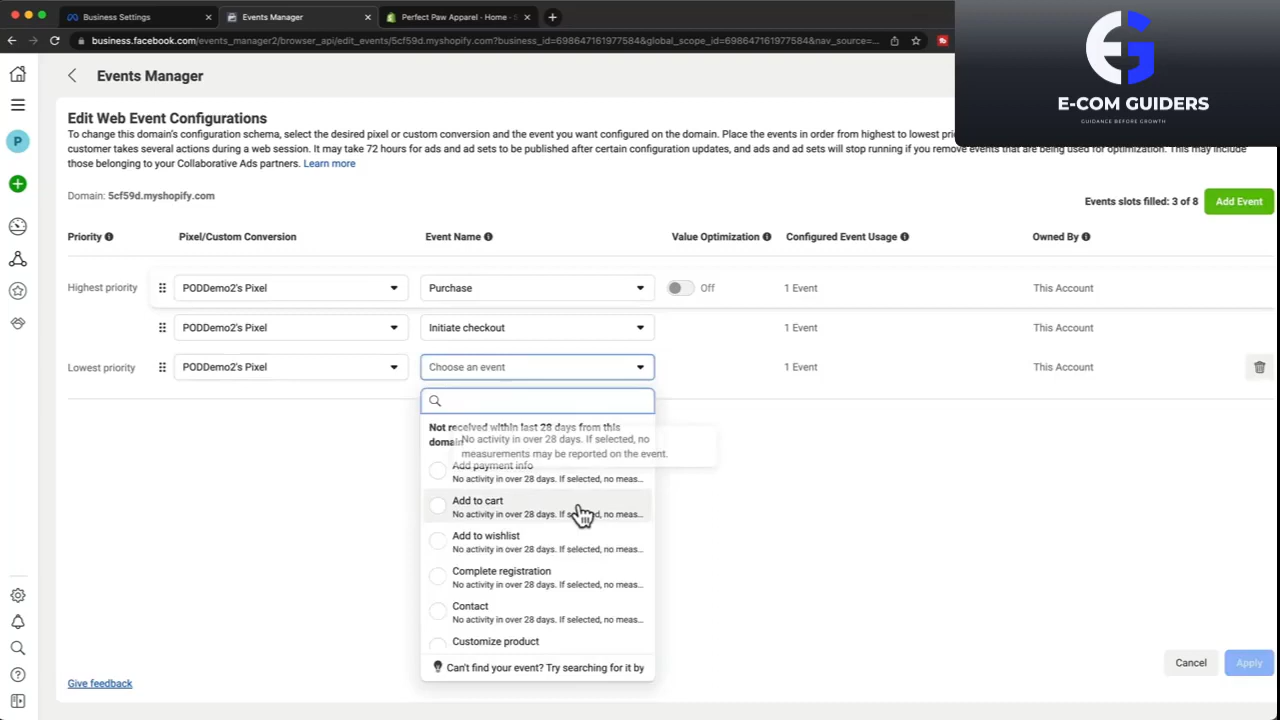 Business Settings
Events Manager
Perfect Paw Apparel - Home -
business.facebook.com/events_manager2/browser_api/edit_events/5cf59d.myshopify.com?business_id=698647161977584&global_scope_id=698647161977584&nav_source=...
E-COM GUIDERS
GUIDANCE BEFORE GROWTH
P
Events Manager
Edit Web Event Configurations
To change this domain's configuration schema, select the desired pixel or custom conversion and the event you want configured on the domain. Place the events in order from highest to lowest
customer takes several actions during a web session. It may take 72 hours for ads and ad sets to be published after certain configuration updates, and ads and ad sets will stop running if you remove events that are being used for optimization. This may include
those belonging to your Collaborative Ads partners. Learn more
Domain: 5cf59d.myshopify.com
Events slots filled: 3 of 8
Add Event
Priority
Pixel/Custom Conversion
Event Name
Value Optimization
Configured Event Usage
Owned By
Highest priority
PODDemo2's Pixel
Purchase
Off
1 Event
This Account
PODDemo2's Pixel
Initiate checkout
1 Event
This Account
Lowest priority
PODDemo2's Pixel
Choose an event
1 Event
This Account
Not received within last 28 days from this
domain
No activity in over 28 days. If selected, no
measurements may be reported on the event.
Add payment info
No activity in over 28 days. If selected, no meas...
Add to cart
No activity in over 28 days. If selected, no meas...
Add to wishlist
No activity in over 28 days. If selected, no meas...
Complete registration
No activity in over 28 days. If selected, no meas...
Contact
No activity in over 28 days. If selected, no meas...
Customize product
Can't find your event? Try searching for it by
Cancel
Apply
Give feedback